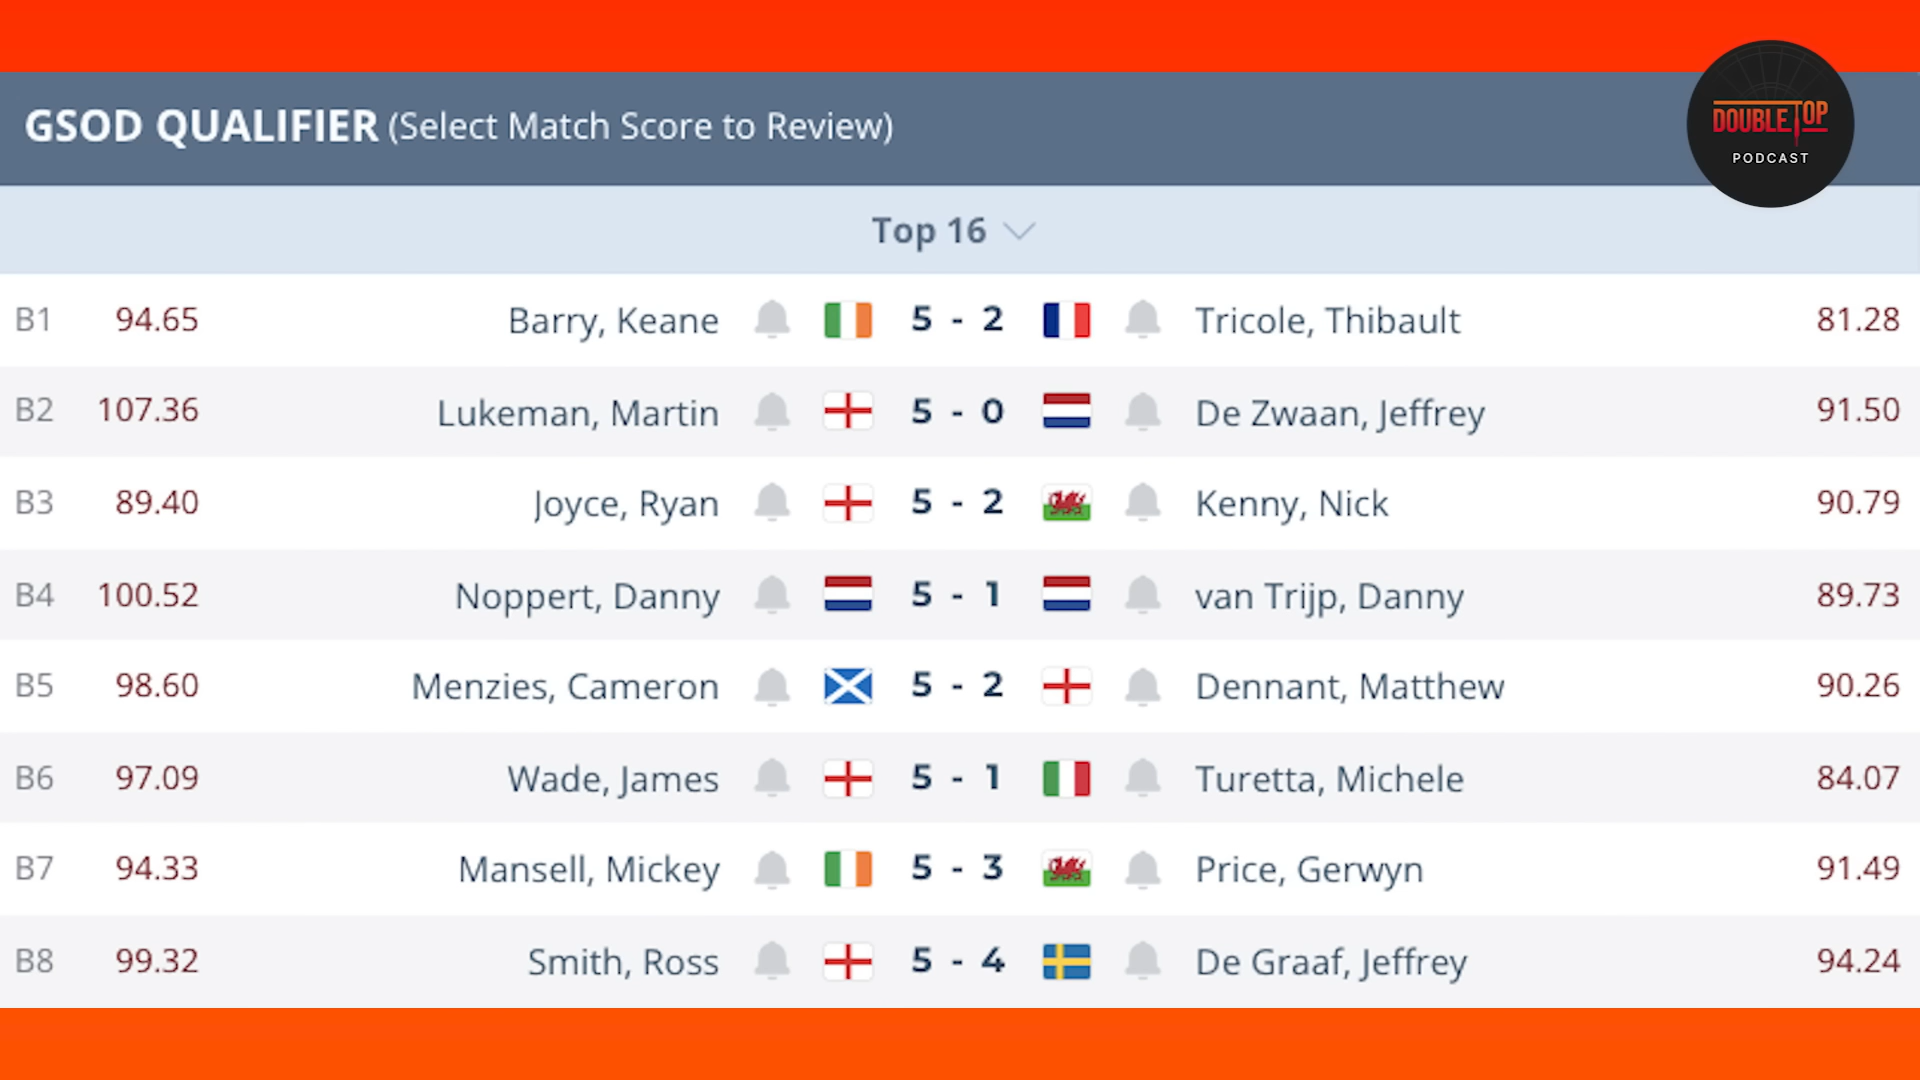 GSOD QUALIFIER (Select Match Score to Review)
DOUBLE TOP
PODCAST
Top 16
B1 94.65 Barry, Keane 5 - 2 Tricole, Thibault 81.28
B2 107.36 Lukeman, Martin 5 - 0 De Zwaan, Jeffrey 91.50
B3 89.40 Joyce, Ryan 5 - 2 Kenny, Nick 90.79
B4 100.52 Noppert, Danny 5 - 1 van Trijp, Danny 89.73
B5 98.60 Menzies, Cameron 5 - 2 Dennant, Matthew 90.26
B6 97.09 Wade, James 5 - 1 Turetta, Michele 84.07
B7 94.33 Mansell, Mickey 5 - 3 Price, Gerwyn 91.49
B8 99.32 Smith, Ross 5 - 4 De Graaf, Jeffrey 94.24